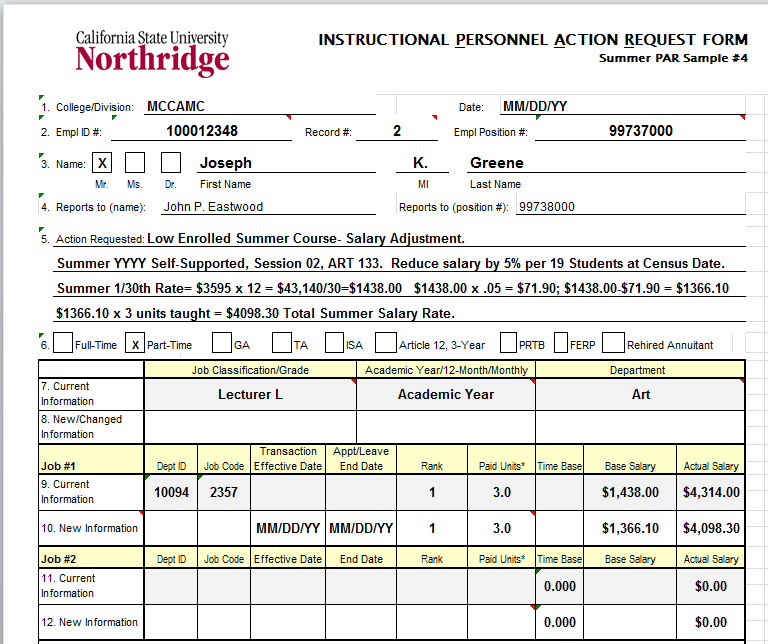 California State University
Northridge
INSTRUCTIONAL PERSONNEL ACTION REQUEST FORM
Summer PAR Sample #4
1. College/Division: MCCAMC Date: MM/DD/YY
2. Empl ID #: 100012348 Record #: 2 Empl Position #: 99737000
3. Name: X Joseph K. Greene
Mr. Ms. Dr. First Name MI Last Name
4. Reports to (name): John P. Eastwood Reports to (position #): 99738000
5. Action Requested: Low Enrolled Summer Course- Salary Adjustment.
Summer YYYY Self-Supported, Session 02, ART 133. Reduce salary by 5% per 19 Students at Census Date.
Summer 1/30th Rate= $3595 x 12 = $43,140/30=$1438.00 $1438.00 x .05 = $71.90; $1438.00-$71.90 = $1366.10
$1366.10 x 3 units taught = $4098.30 Total Summer Salary Rate.
6. Full-Time X Part-Time GA TA ISA Article 12, 3-Year PRTB FERP Rehired Annuitant
Job Classification/Grade Academic Year/12-Month/Monthly Department
7. Current Information Lecturer L Academic Year Art
8. New/Changed Information
Job #1 Dept ID Job Code Transaction Effective Date Appt/Leave End Date Rank Paid Units* Time Base Base Salary Actual Salary
9. Current Information 10094 2357 1 3.0 $1,438.00 $4,314.00
10. New Information MM/DD/YY MM/DD/YY 1 3.0 $1,366.10 $4,098.30
Job #2 Dept ID Job Code Effective Date End Date Rank Paid Units* Time Base Base Salary Actual Salary
11. Current Information 0.000 $0.00
12. New Information 0.000 $0.00